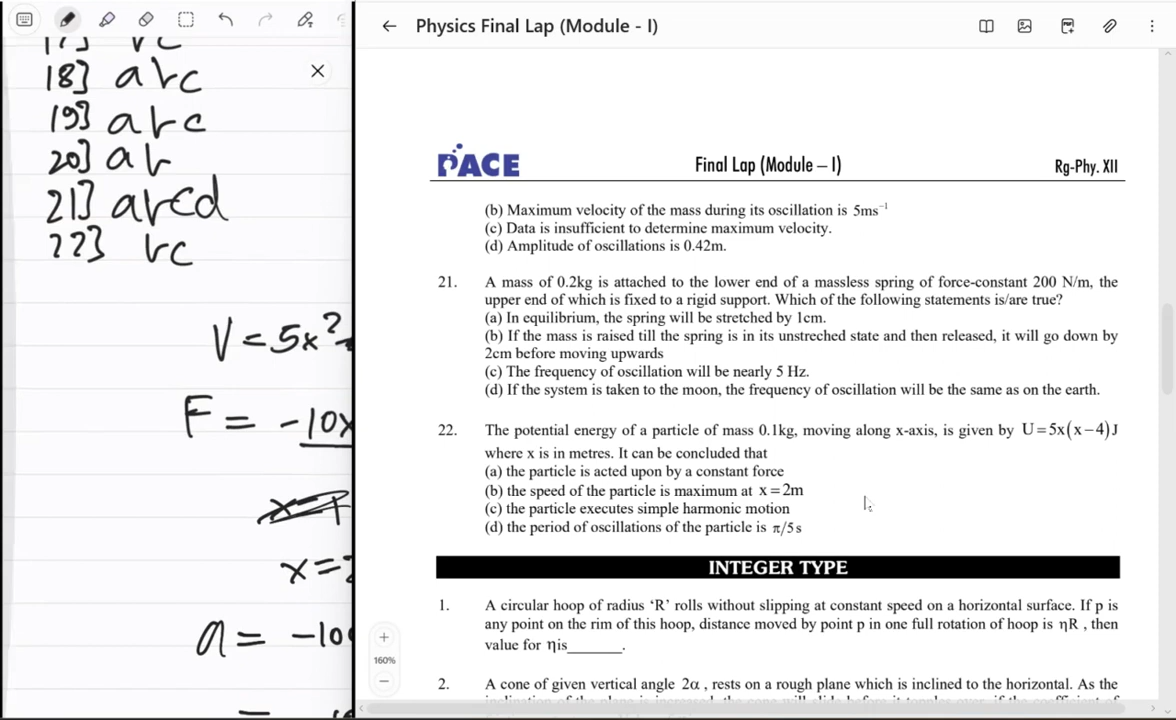 18] abc
19] abc
20] ab
21] abcd
22] bc
V = 5x²
F = -10x
x =
a = -10
Physics Final Lap (Module - I)
PACE
Final Lap (Module – I)
Rg-Phy. XII
(b) Maximum velocity of the mass during its oscillation is 5ms⁻¹
(c) Data is insufficient to determine maximum velocity.
(d) Amplitude of oscillations is 0.42m.
21. A mass of 0.2kg is attached to the lower end of a massless spring of force-constant 200 N/m, the
upper end of which is fixed to a rigid support. Which of the following statements is/are true?
(a) In equilibrium, the spring will be stretched by 1cm.
(b) If the mass is raised till the spring is in its unstreched state and then released, it will go down by
2cm before moving upwards
(c) The frequency of oscillation will be nearly 5 Hz.
(d) If the system is taken to the moon, the frequency of oscillation will be the same as on the earth.
22. The potential energy of a particle of mass 0.1kg, moving along x-axis, is given by U=5x(x−4)J
where x is in metres. It can be concluded that
(a) the particle is acted upon by a constant force
(b) the speed of the particle is maximum at x=2m
(c) the particle executes simple harmonic motion
(d) the period of oscillations of the particle is π/5 s
INTEGER TYPE
1. A circular hoop of radius ‘R’ rolls without slipping at constant speed on a horizontal surface. If p is
any point on the rim of this hoop, distance moved by point p in one full rotation of hoop is ηR , then
value for ηis______.
160%
2. A cone of given vertical angle 2α , rests on a rough plane which is inclined to the horizontal. As the